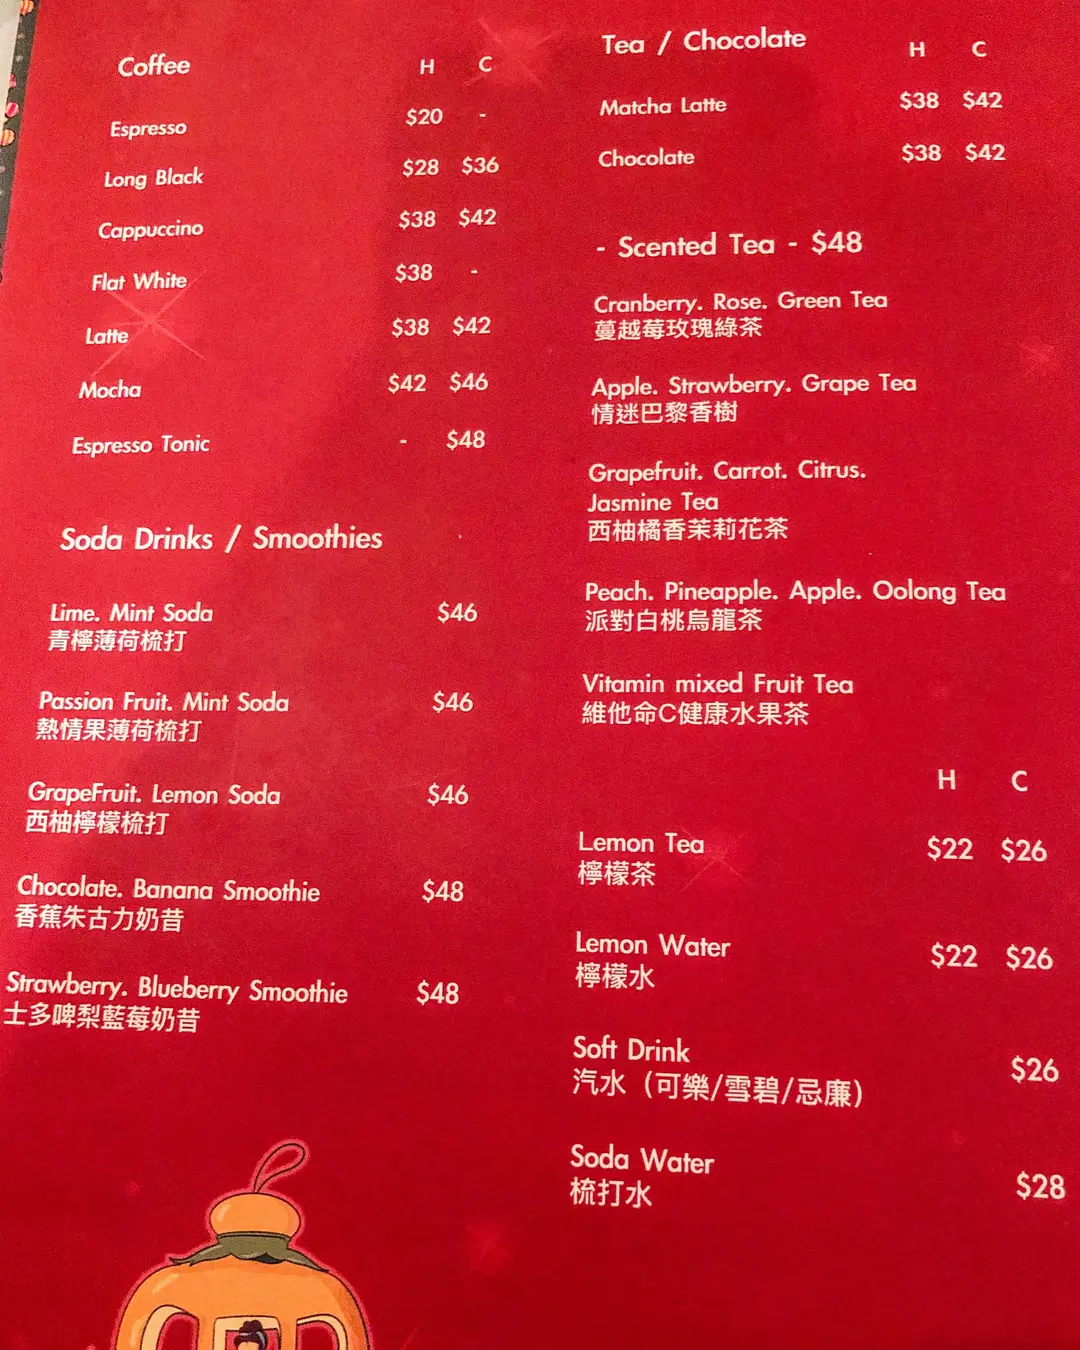 Coffee H C
Espresso $20 -
Long Black $28 $36
Cappuccino $38 $42
Flat White $38 -
Latte $38 $42
Mocha $42 $46
Espresso Tonic - $48
Soda Drinks / Smoothies
Lime. Mint Soda $46
青檸薄荷梳打
Passion Fruit. Mint Soda $46
熱情果薄荷梳打
GrapeFruit. Lemon Soda $46
西柚檸檬梳打
Chocolate. Banana Smoothie $48
香蕉朱古力奶昔
Strawberry. Blueberry Smoothie $48
士多啤梨藍莓奶昔
Tea / Chocolate H C
Matcha Latte $38 $42
Chocolate $38 $42
- Scented Tea - $48
Cranberry. Rose. Green Tea
蔓越莓玫瑰綠茶
Apple. Strawberry. Grape Tea
情迷巴黎香榭
Grapefruit. Carrot. Citrus.
Jasmine Tea
西柚橘香茉莉花茶
Peach. Pineapple. Apple. Oolong Tea
派對白桃烏龍茶
Vitamin mixed Fruit Tea
維他命C健康水果茶
H C
Lemon Tea $22 $26
檸檬茶
Lemon Water $22 $26
檸檬水
Soft Drink $26
汽水（可樂/雪碧/忌廉）
Soda Water $28
梳打水